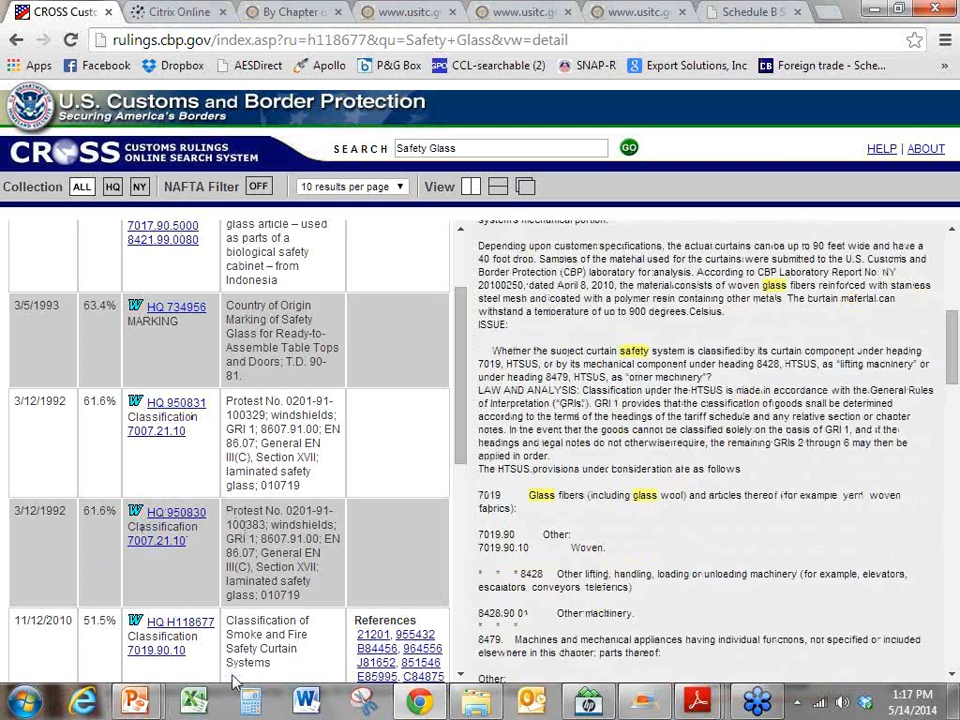 CROSS Cust
Citrix Online
By Chapter o
www.usitc.g
www.usitc.g
www.usitc.g
Schedule B S
rulings.cbp.gov/index.asp?ru=h118677&qu=Safety+Glass&vw=detail
Apps Facebook Dropbox AESDirect Apollo P&G Box CCL-searchable (2) SNAP-R Export Solutions, Inc Foreign trade - Sche... »
U.S. Customs and Border Protection
Securing America's Borders
CROSS CUSTOMS RULINGS
ONLINE SEARCH SYSTEM
SEARCH Safety Glass GO
HELP | ABOUT
Collection ALL HQ NY NAFTA Filter OFF 10 results per page View
7017.90.5000
8421.99.0080
glass article – used
as parts of a
biological safety
cabinet – from
Indonesia
3/5/1993 63.4% HQ 734956
MARKING
Country of Origin
Marking of Safety
Glass for Ready-to-
Assemble Table Tops
and Doors; T.D. 90-
81.
3/12/1992 61.6% HQ 950831
Classification
7007.21.10
Protest No. 0201-91-
100329; windshields;
GRI 1; 8607.91.00; EN
86.07; General EN
III(C), Section XVII;
laminated safety
glass; 010719
3/12/1992 61.6% HQ 950830
Classification
7007.21.10
Protest No. 0201-91-
100383; windshields;
GRI 1; 8607.91.00; EN
86.07; General EN
III(C), Section XVII;
laminated safety
glass; 010719
11/12/2010 51.5% HQ H118677
Classification
7019.90.10
Classification of
Smoke and Fire
Safety Curtain
Systems
References
21201, 955432
B84456, 964556
J81652, 851546
E85995, C84875
system's mechanical portion.
Depending upon customer specifications, the actual curtains can be up to 90 feet wide and have a
40 foot drop. Samples of the material used for the curtains were submitted to the U.S. Customs and
Border Protection (CBP) laboratory for analysis. According to CBP Laboratory Report No. NY
20100250, dated April 8, 2010, the material consists of woven glass fibers reinforced with stainless
steel mesh and coated with a polymer resin containing other metals. The curtain material can
withstand a temperature of up to 900 degrees Celsius.
ISSUE:
Whether the subject curtain safety system is classified by its curtain component under heading
7019, HTSUS, or by its mechanical component under heading 8428, HTSUS, as "lifting machinery" or
under heading 8479, HTSUS, as "other machinery"?
LAW AND ANALYSIS: Classification under the HTSUS is made in accordance with the General Rules
of Interpretation ("GRIs"). GRI 1 provides that the classification of goods shall be determined
according to the terms of the headings of the tariff schedule and any relative section or chapter
notes. In the event that the goods cannot be classified solely on the basis of GRI 1, and if the
headings and legal notes do not otherwise require, the remaining GRIs 2 through 6 may then be
applied in order.
The HTSUS provisions under consideration are as follows
7019 Glass fibers (including glass wool) and articles thereof (for example yarn woven
fabrics):
7019.90 Other:
7019.90.10 Woven.
* * * 8428 Other lifting, handling, loading or unloading machinery (for example, elevators,
escalators conveyors teleferics)
8428.90.01 Other machinery.
* * *
8479. Machines and mechanical appliances having individual functions, not specified or included
elsewhere in this chapter; parts thereof:
Other:
1:17 PM
5/14/2014